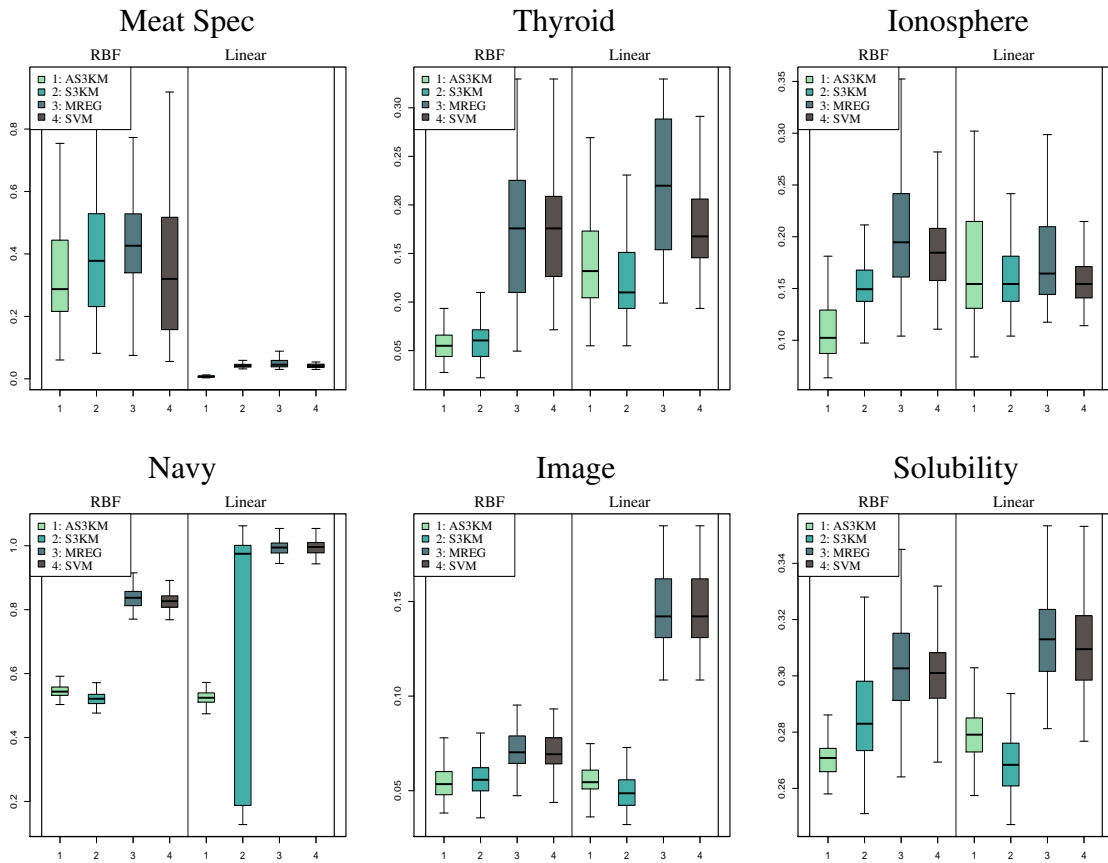 Meat Spec
RBF Linear
1: AS3KM
2: S3KM
3: MREG
4: SVM
0.0 0.2 0.4 0.6 0.8
1 2 3 4 1 2 3 4
Thyroid
RBF Linear
1: AS3KM
2: S3KM
3: MREG
4: SVM
0.05 0.10 0.15 0.20 0.25 0.30
1 2 3 4 1 2 3 4
Ionosphere
RBF Linear
1: AS3KM
2: S3KM
3: MREG
4: SVM
0.10 0.15 0.20 0.25 0.30 0.35
1 2 3 4 1 2 3 4
Navy
RBF Linear
1: AS3KM
2: S3KM
3: MREG
4: SVM
0.2 0.4 0.6 0.8 1.0
1 2 3 4 1 2 3 4
Image
RBF Linear
1: AS3KM
2: S3KM
3: MREG
4: SVM
0.05 0.10 0.15
1 2 3 4 1 2 3 4
Solubility
RBF Linear
1: AS3KM
2: S3KM
3: MREG
4: SVM
0.26 0.28 0.30 0.32 0.34
1 2 3 4 1 2 3 4